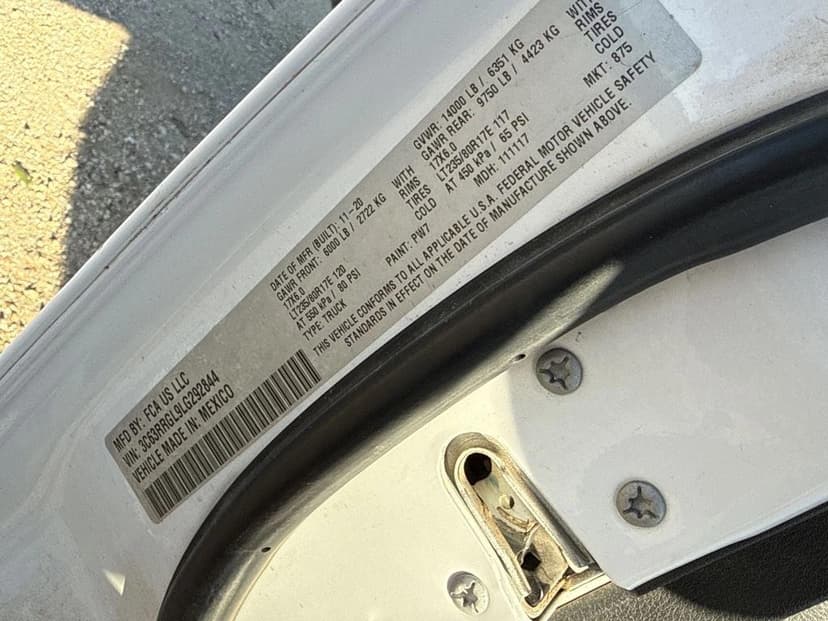 MFD BY: FCA US LLC
VIN: 3C63RRGL9LG292844
VEHICLE MADE IN: MEXICO
DATE OF MFR (BUILT): 11-20 GVWR: 14000 LB / 6351 KG
GAWR FRONT: 6000 LB / 2722 KG WITH GAWR REAR: 9750 LB / 4423 KG WITH
17X6.0 RIMS 17X6.0 RIMS
LT235/80R17E 120 TIRES LT235/80R17E 117 TIRES
AT 550 kPa / 80 PSI COLD AT 450 kPa / 65 PSI COLD
TYPE: TRUCK PAINT: PW7 MDH: 111117 MKT: 875
THIS VEHICLE CONFORMS TO ALL APPLICABLE U.S.A. FEDERAL MOTOR VEHICLE SAFETY
STANDARDS IN EFFECT ON THE DATE OF MANUFACTURE SHOWN ABOVE.